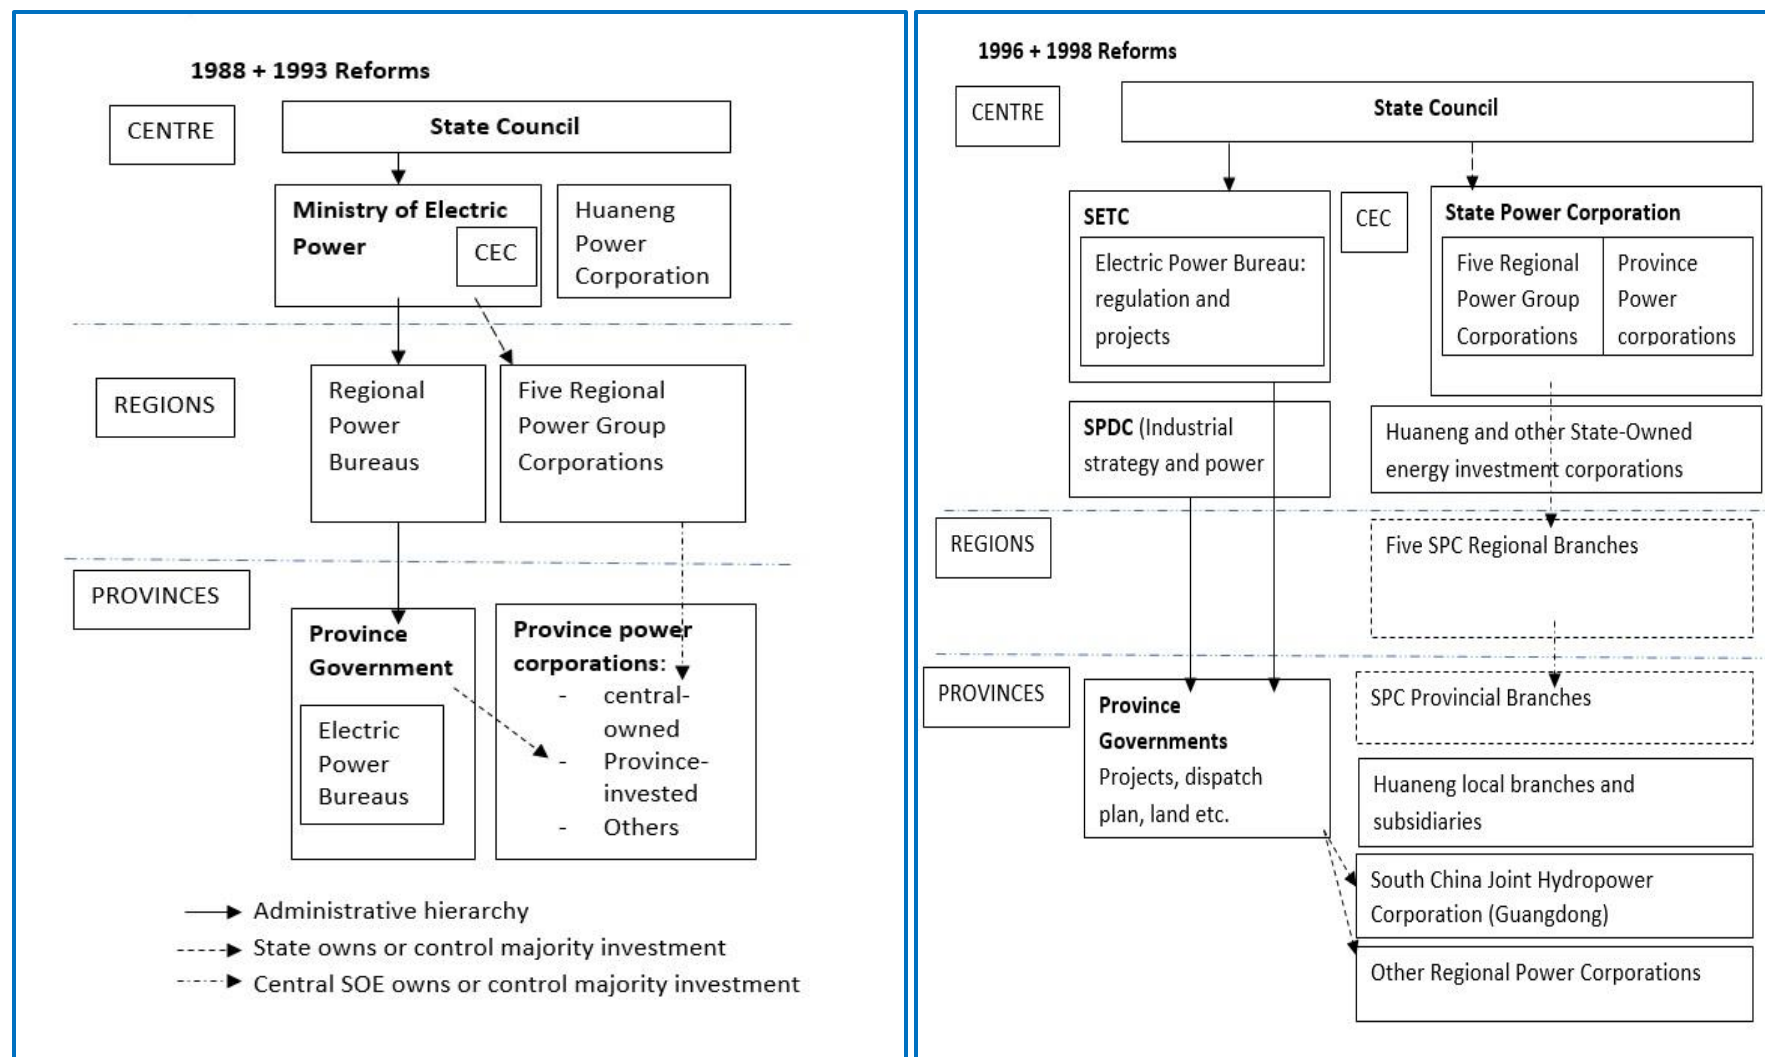 1988 + 1993 Reforms
CENTRE
State Council
Ministry of Electric
Power
CEC
Huaneng
Power
Corporation
REGIONS
Regional
Power
Bureaus
Five Regional
Power Group
Corporations
PROVINCES
Province
Government
Electric
Power
Bureaus
Province power
corporations:
- central-
owned
- Province-
invested
- Others
Administrative hierarchy
State owns or control majority investment
Central SOE owns or control majority investment
1996 + 1998 Reforms
CENTRE
State Council
SETC
Electric Power Bureau:
regulation and
projects
CEC
State Power Corporation
Five Regional
Power Group
Corporations
Province
Power
corporations
SPDC (Industrial
strategy and power
Huaneng and other State-Owned
energy investment corporations
REGIONS
Five SPC Regional Branches
PROVINCES
Province
Governments
Projects, dispatch
plan, land etc.
SPC Provincial Branches
Huaneng local branches and
subsidiaries
South China Joint Hydropower
Corporation (Guangdong)
Other Regional Power Corporations